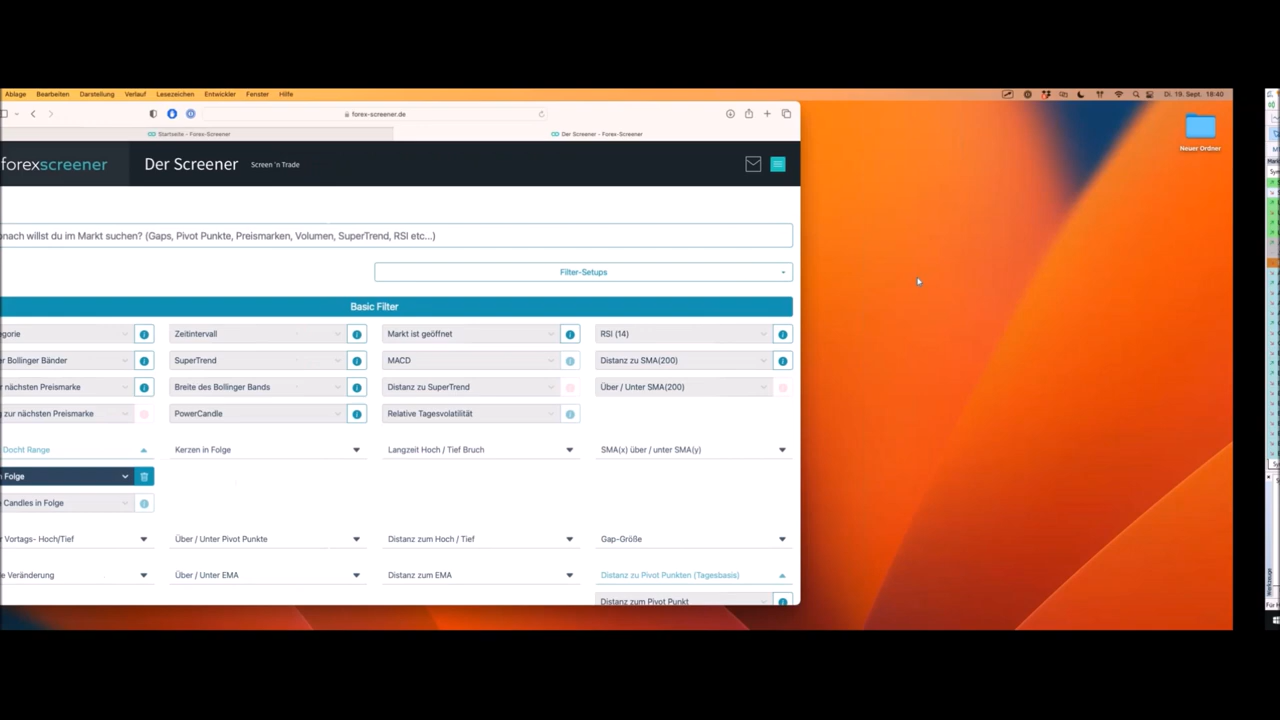 Ablage Bearbeiten Darstellung Verlauf Lesezeichen Entwickler Fenster Hilfe
Di. 19. Sept. 18:40
forex-screener.de
Startseite - Forex-Screener
Der Screener - Forex-Screener
Neuer Ordner
forexscreener
Der Screener
Screen 'n Trade
onach willst du im Markt suchen? (Gaps, Pivot Punkte, Preismarken, Volumen, SuperTrend, RSI etc...)
Filter-Setups
Basic Filter
egorie Zeitintervall Markt ist geöffnet RSI (14)
er Bollinger Bänder SuperTrend MACD Distanz zu SMA(200)
r nächsten Preismarke Breite des Bollinger Bands Distanz zu SuperTrend Über / Unter SMA(200)
g zur nächsten Preismarke PowerCandle Relative Tagesvolatilität
Docht Range Kerzen in Folge Langzeit Hoch / Tief Bruch SMA(x) über / unter SMA(y)
n Folge
Candles in Folge
r Vortags- Hoch/Tief Über / Unter Pivot Punkte Distanz zum Hoch / Tief Gap-Größe
e Veränderung Über / Unter EMA Distanz zum EMA Distanz zu Pivot Punkten (Tagesbasis)
Distanz zum Pivot Punkt